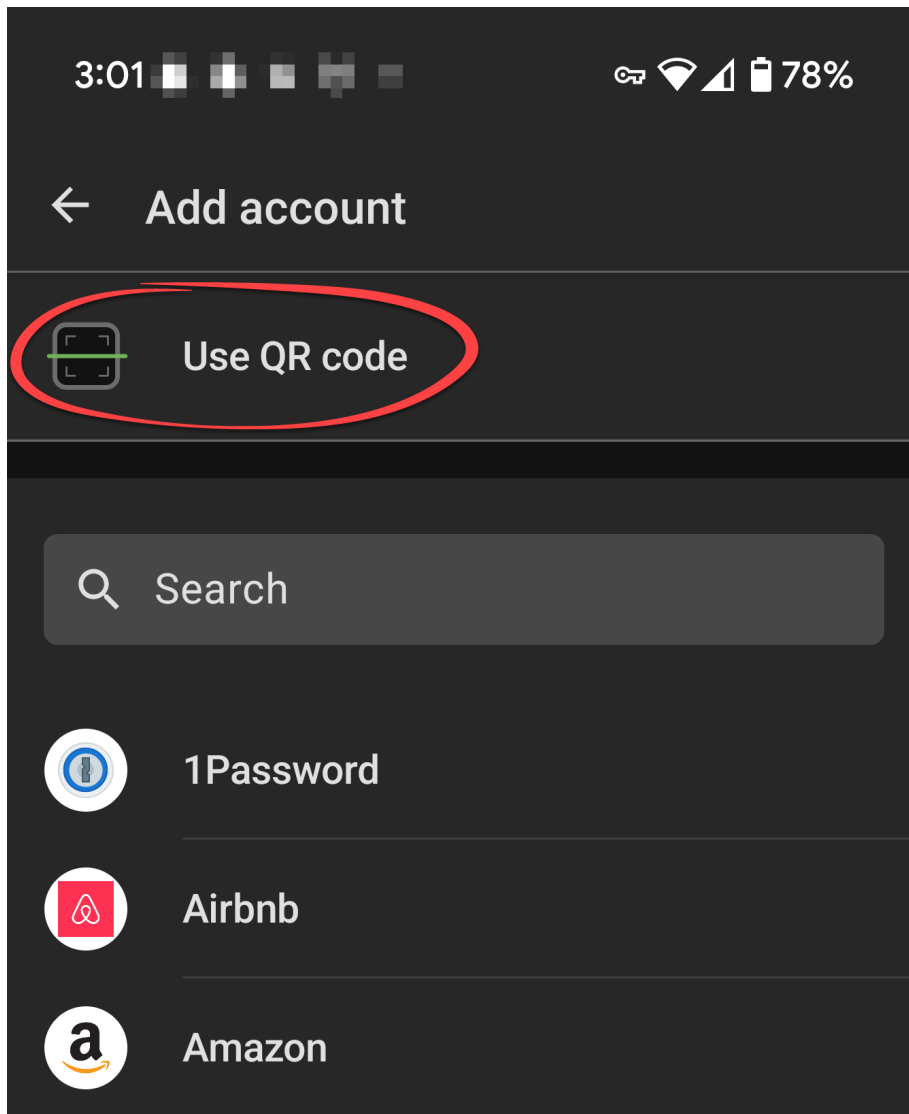 3:01 78%
Add account
Use QR code
Search
1Password
Airbnb
a Amazon